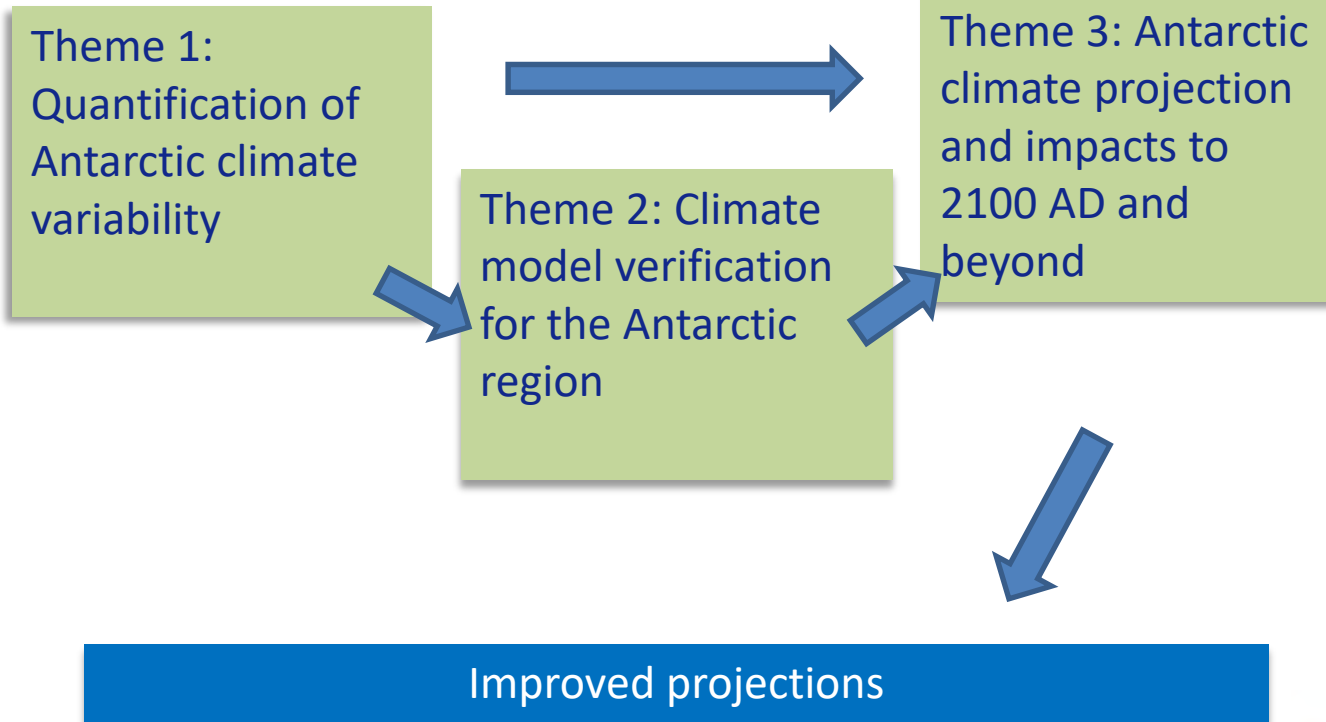 Theme 1:
Quantification of
Antarctic climate
variability
Theme 2: Climate
model verification
for the Antarctic
region
Theme 3: Antarctic
climate projection
and impacts to
2100 AD and
beyond
Improved projections